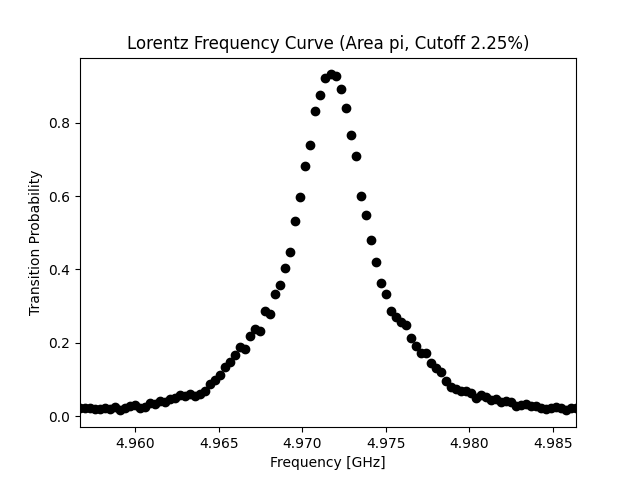 Lorentz Frequency Curve (Area pi, Cutoff 2.25%)
Transition Probability
0.8
0.6
0.4
0.2
0.0
4.960 4.965 4.970 4.975 4.980 4.985
Frequency [GHz]